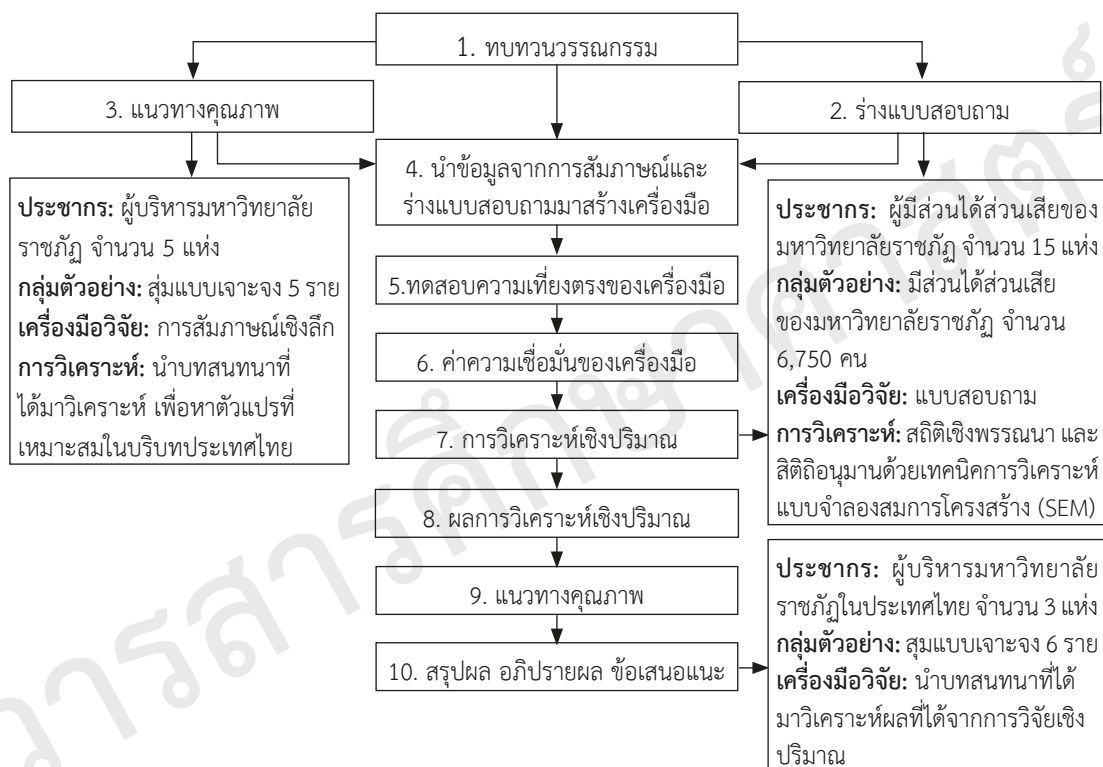 1. ทบทวนวรรณกรรม
3. แนวทางคุณภาพ
2. ร่างแบบสอบถาม
4. นำข้อมูลจากการสัมภาษณ์และ
ร่างแบบสอบถามมาสร้างเครื่องมือ
ประชากร: ผู้บริหารมหาวิทยาลัย
ราชภัฏ จำนวน 5 แห่ง
กลุ่มตัวอย่าง: สุ่มแบบเจาะจง 5 ราย
เครื่องมือวิจัย: การสัมภาษณ์เชิงลึก
การวิเคราะห์: นำบทสนทนาที่
ได้มาวิเคราะห์ เพื่อหาตัวแปรที่
เหมาะสมในบริบทประเทศไทย
ประชากร: ผู้มีส่วนได้ส่วนเสียของ
มหาวิทยาลัยราชภัฏ จำนวน 15 แห่ง
กลุ่มตัวอย่าง: มีส่วนได้ส่วนเสีย
ของมหาวิทยาลัยราชภัฏ จำนวน
6,750 คน
เครื่องมือวิจัย: แบบสอบถาม
การวิเคราะห์: สถิติเชิงพรรณนา และ
สิติถิอนุมานด้วยเทคนิคการวิเคราะห์
แบบจำลองสมการโครงสร้าง (SEM)
5.ทดสอบความเที่ยงตรงของเครื่องมือ
6. ค่าความเชื่อมั่นของเครื่องมือ
7. การวิเคราะห์เชิงปริมาณ
8. ผลการวิเคราะห์เชิงปริมาณ
9. แนวทางคุณภาพ
10. สรุปผล อภิปรายผล ข้อเสนอแนะ
ประชากร: ผู้บริหารมหาวิทยาลัย
ราชภัฏในประเทศไทย จำนวน 3 แห่ง
กลุ่มตัวอย่าง: สุมแบบเจาะจง 6 ราย
เครื่องมือวิจัย: นำบทสนทนาที่ได้
มาวิเคราะห์ผลที่ได้จากการวิจัยเชิง
ปริมาณ
วารสารศึกษาศาสตร์